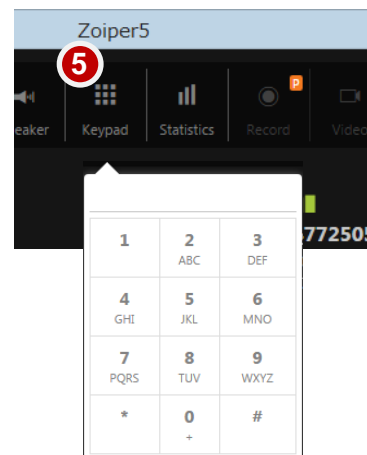 Zoiper5
5
P
eaker Keypad Statistics Record Video
772505
1 2 3
ABC DEF
4 5 6
GHI JKL MNO
7 8 9
PQRS TUV WXYZ
* 0 #
+